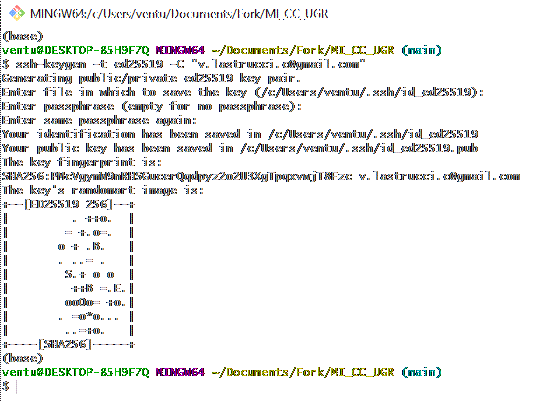 MINGW64:/c/Users/ventu/Documents/Fork/MI_CC_UGR
(base)
ventu@DESKTOP-85H9F7Q MINGW64 ~/Documents/Fork/MI_CC_UGR (main)
$ ssh-keygen -t ed25519 -C "v.lastrucci.c@gmail.com"
Generating public/private ed25519 key pair.
Enter file in which to save the key (/c/Users/ventu/.ssh/id_ed25519):
Enter passphrase (empty for no passphrase):
Enter same passphrase again:
Your identification has been saved in /c/Users/ventu/.ssh/id_ed25519
Your public key has been saved in /c/Users/ventu/.ssh/id_ed25519.pub
The key fingerprint is:
v.lastrucci.c@gmail.com
The key's randomart image is:
+--[ED25519 256]--+
| . ++o. |
| = +.o=. |
| o + .B. |
| . ..= . |
| S.+ o o |
| ++B =.E.|
| ooOo= +o.|
| . =o*o... |
| ..=+o. |
+----[SHA256]-----+
(base)
ventu@DESKTOP-85H9F7Q MINGW64 ~/Documents/Fork/MI_CC_UGR (main)
$